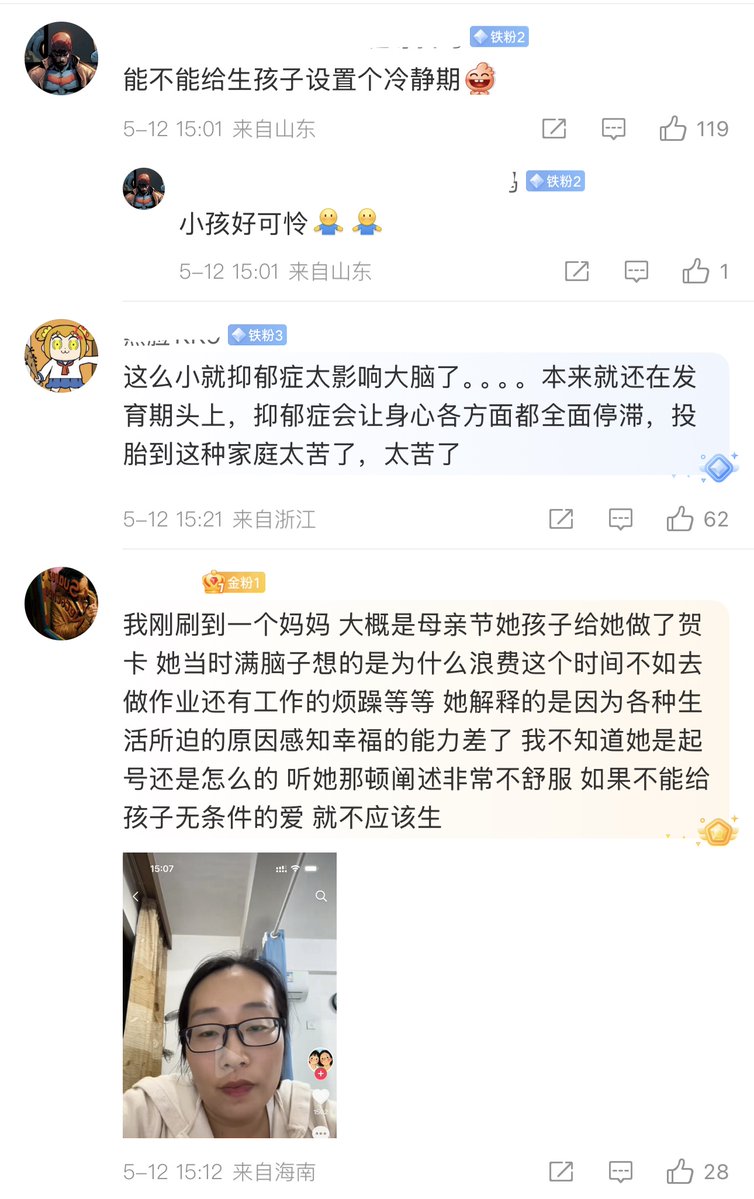 铁粉2
能不能给生孩子设置个冷静期
5-12 15:01 来自山东
119
铁粉2
小孩好可怜
5-12 15:01 来自山东
1
铁粉3
这么小就抑郁症太影响大脑了。。。。本来就还在发
育期头上，抑郁症会让身心各方面都全面停滞，投
胎到这种家庭太苦了，太苦了
5-12 15:21 来自浙江
62
金粉1
我刚刷到一个妈妈 大概是母亲节她孩子给她做了贺
卡 她当时满脑子想的是为什么浪费这个时间不如去
做作业还有工作的烦躁等等 她解释的是因为各种生
活所迫的原因感知幸福的能力差了 我不知道她是起
号还是怎么的 听她那顿阐述非常不舒服 如果不能给
孩子无条件的爱 就不应该生
15:07
5-12 15:12 来自海南
28